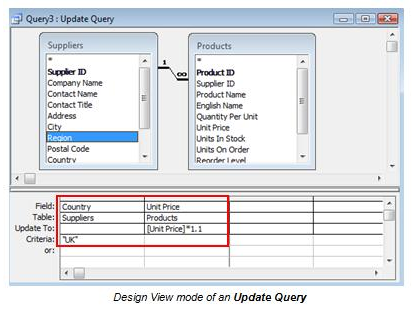 Query3 : Update Query
Suppliers
*
Supplier ID
Company Name
Contact Name
Contact Title
Address
City
Region
Postal Code
Country
1
∞
Products
*
Product ID
Supplier ID
Product Name
English Name
Quantity Per Unit
Unit Price
Units In Stock
Units On Order
Reorder Level
Field: Country Unit Price
Table: Suppliers Products
Update To: [Unit Price]*1.1
Criteria: "UK"
or:
Design View mode of an Update Query